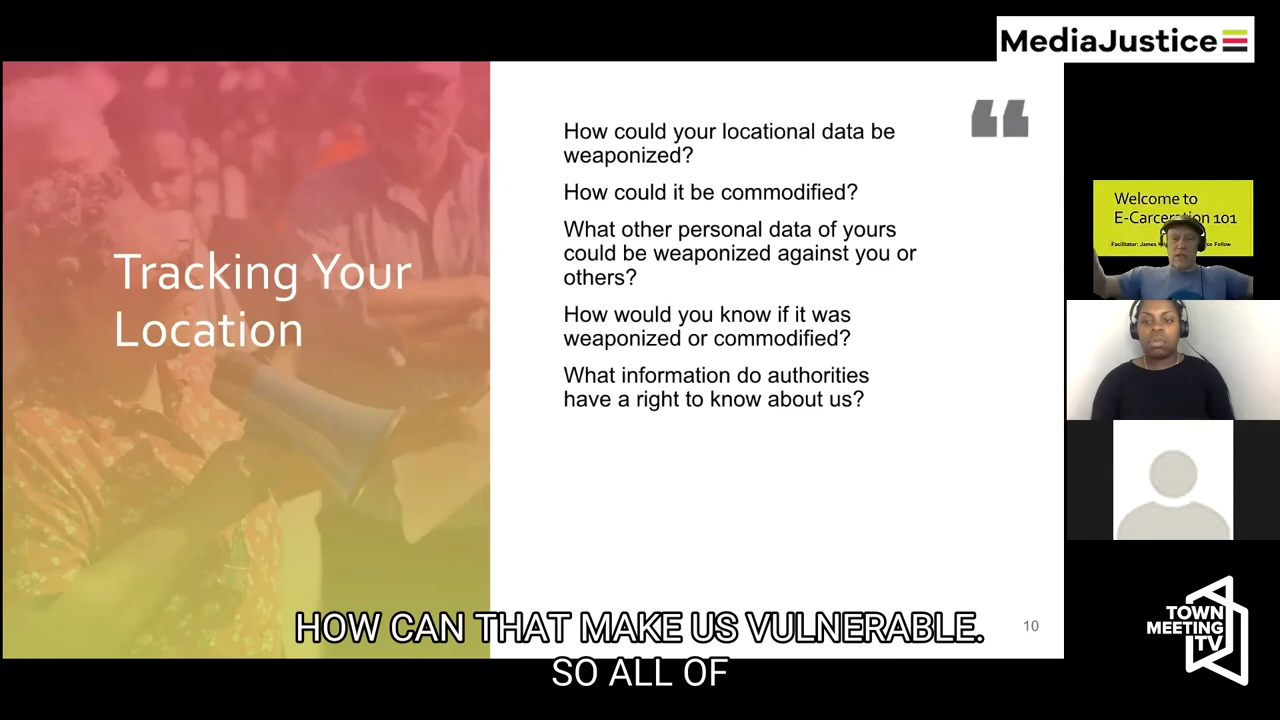 MediaJustice
Tracking Your
Location
How could your locational data be
weaponized?
How could it be commodified?
What other personal data of yours
could be weaponized against you or
others?
How would you know if it was
weaponized or commodified?
What information do authorities
have a right to know about us?
10
Welcome to
E-Carceration 101
Facilitator: James Fellow
HOW CAN THAT MAKE US VULNERABLE.
SO ALL OF
TOWN
MEETING
TV